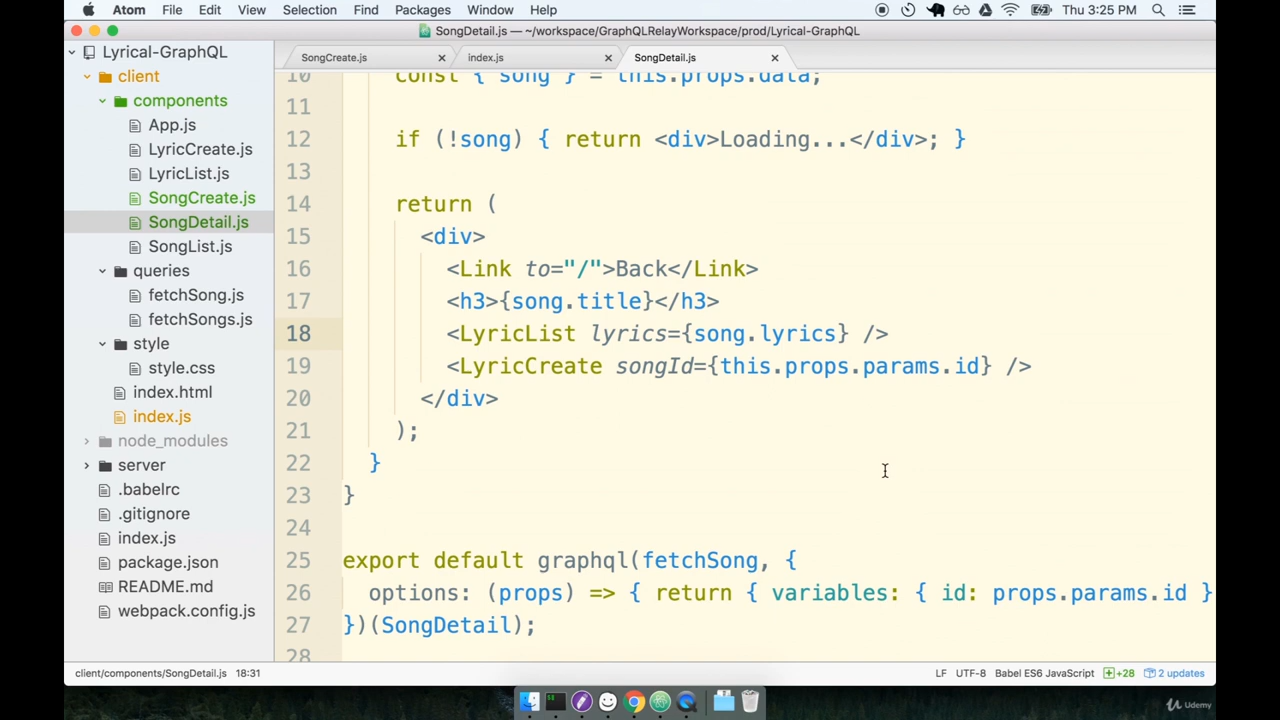 Atom File Edit View Selection Find Packages Window Help Thu 3:25 PM
SongDetail.js — ~/workspace/GraphQLRelayWorkspace/prod/Lyrical-GraphQL
Lyrical-GraphQL
client
components
App.js
LyricCreate.js
LyricList.js
SongCreate.js
SongDetail.js
SongList.js
queries
fetchSong.js
fetchSongs.js
style
style.css
index.html
index.js
node_modules
server
.babelrc
.gitignore
index.js
package.json
README.md
webpack.config.js
SongCreate.js index.js SongDetail.js
10 const { song } = this.props.data;
11
12 if (!song) { return <div>Loading...</div>; }
13
14 return (
15 <div>
16 <Link to="/">Back</Link>
17 <h3>{song.title}</h3>
18 <LyricList lyrics={song.lyrics} />
19 <LyricCreate songId={this.props.params.id} />
20 </div>
21 );
22 }
23 }
24
25 export default graphql(fetchSong, {
26 options: (props) => { return { variables: { id: props.params.id }
27 })(SongDetail);
28
client/components/SongDetail.js 18:31 LF UTF-8 Babel ES6 JavaScript +28 2 updates
Udemy